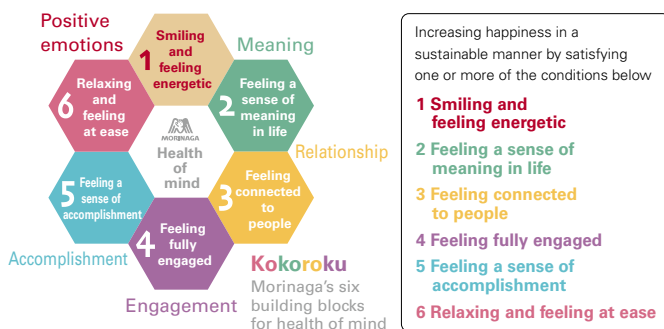 Positive
emotions
1 Smiling
and
feeling
energetic
Meaning
2 Feeling a
sense of
meaning
in life
Relationship
3 Feeling
connected
to
people
4 Feeling
fully
engaged
Engagement
5 Feeling a
sense of
accomplishment
Accomplishment
6 Relaxing
and
feeling
at ease
MORINAGA
Health
of
mind
Kokoroku
Morinaga's six
building blocks
for health of mind
Increasing happiness in a
sustainable manner by satisfying
one or more of the conditions below
1 Smiling and
feeling energetic
2 Feeling a sense of
meaning in life
3 Feeling connected
to people
4 Feeling fully engaged
5 Feeling a sense of
accomplishment
6 Relaxing and feeling at ease